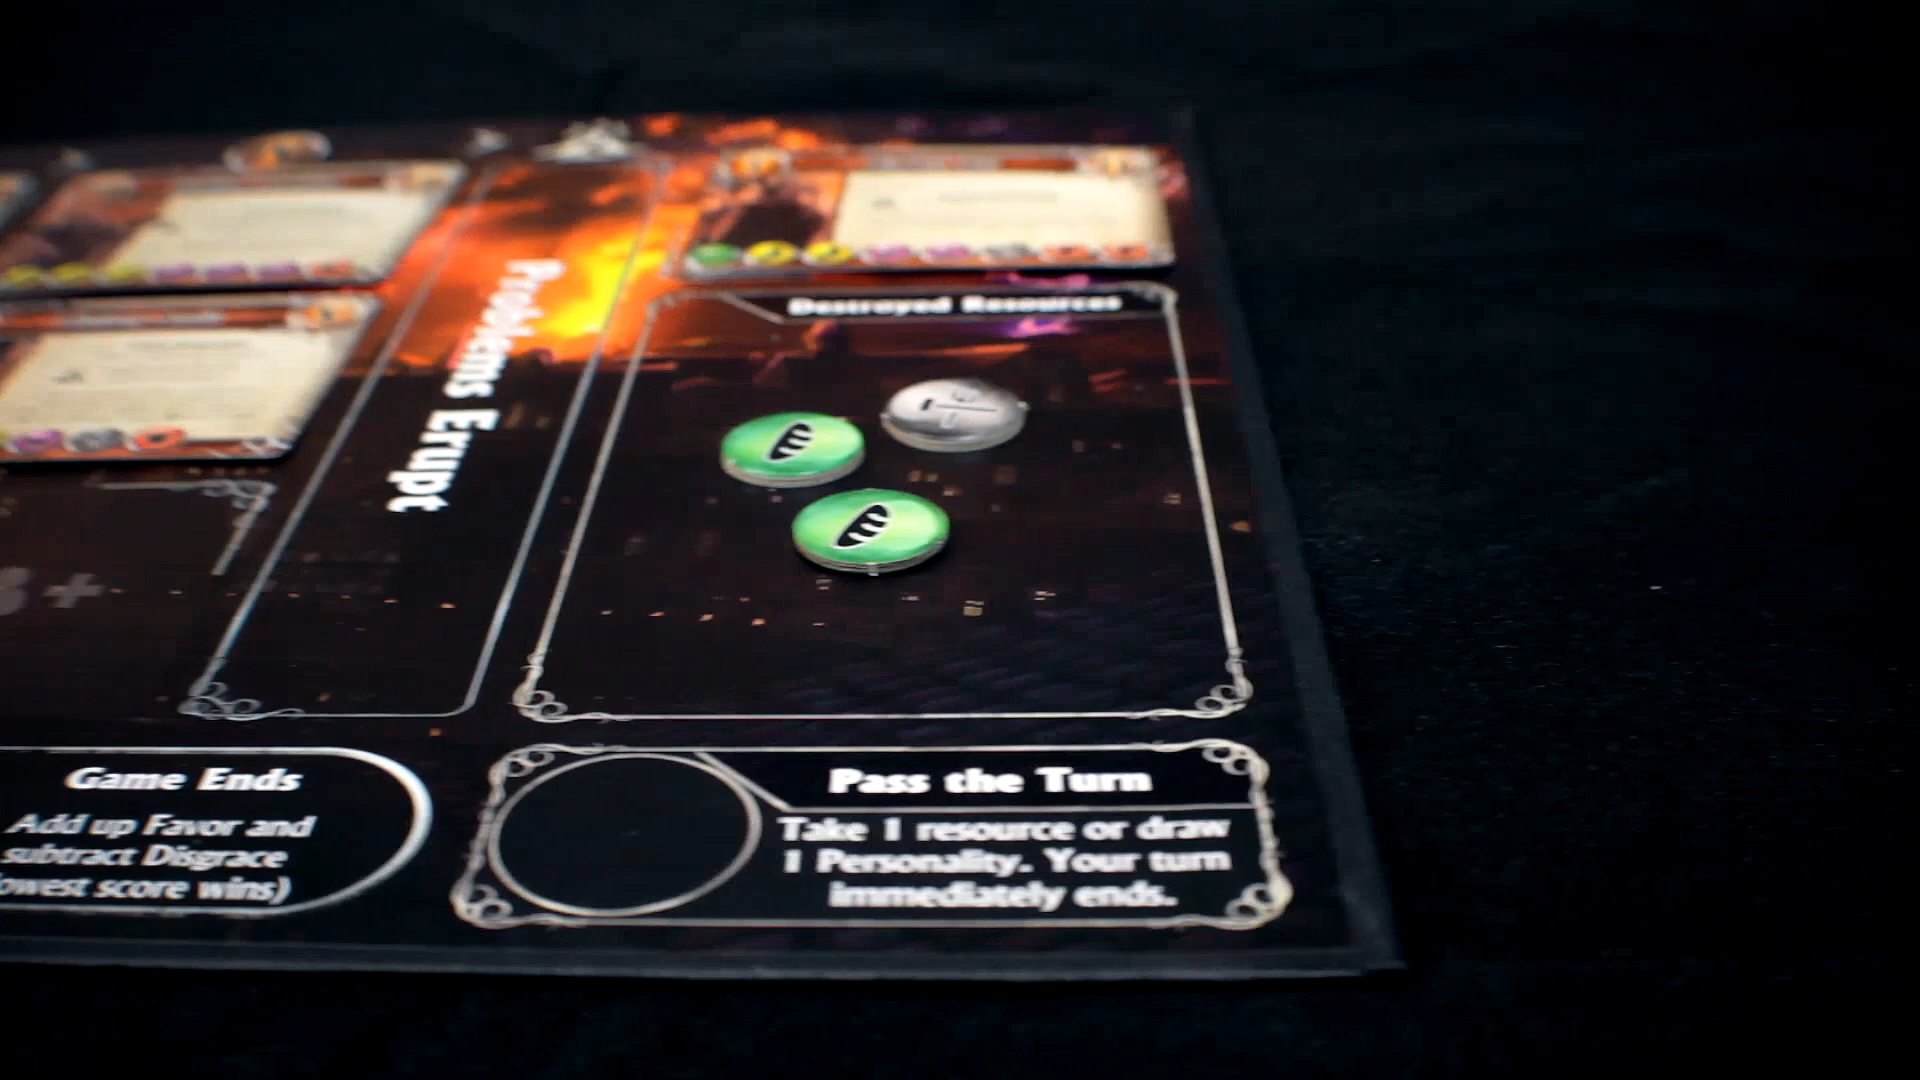 Problems Erupt
Destroyed Resources
8+
Game Ends
Add up Favor and
subtract Disgrace
lowest score wins)
Pass the Turn
Take 1 resource or draw
1 Personality. Your turn
immediately ends.